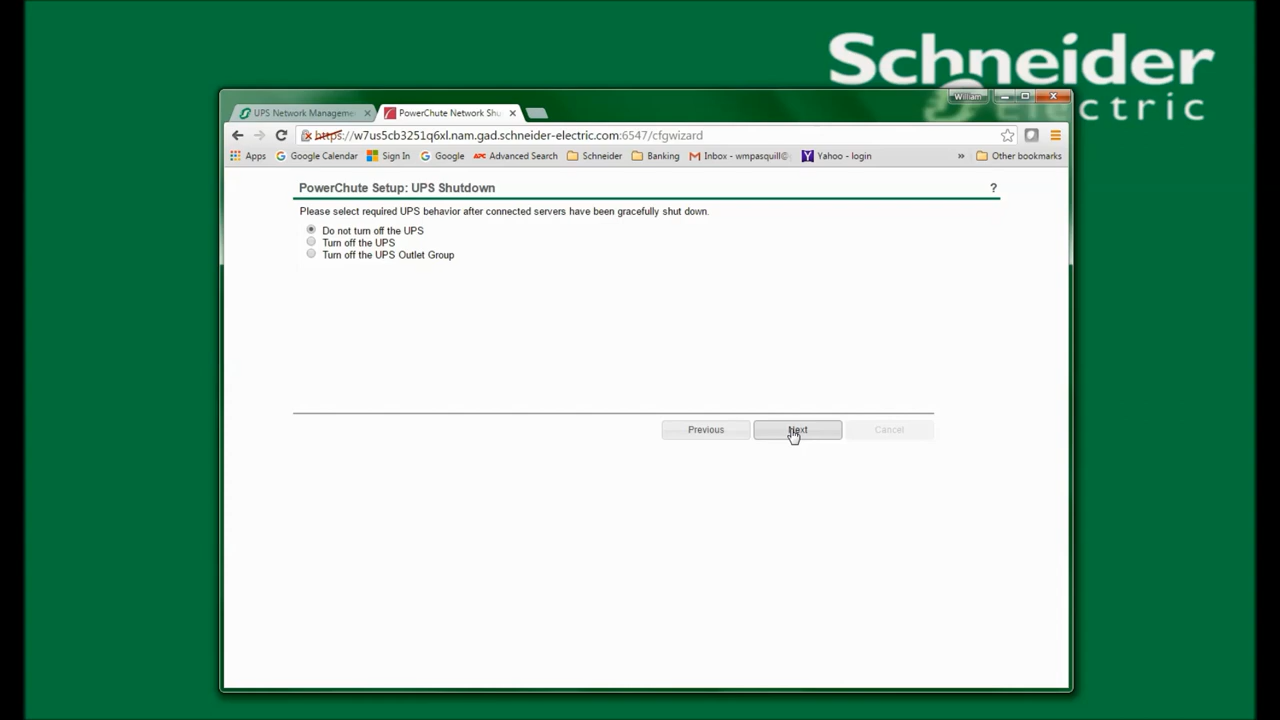 Schneider
Electric
William
UPS Network Manageme
PowerChute Network Shu
https://w7us5cb3251q6xl.nam.gad.schneider-electric.com:6547/cfgwizard
Apps
Google Calendar
Sign In
Google
APC
Advanced Search
Schneider
Banking
Inbox - wmpasquill@
Yahoo - login
»
Other bookmarks
PowerChute Setup: UPS Shutdown
?
Please select required UPS behavior after connected servers have been gracefully shut down.
Do not turn off the UPS
Turn off the UPS
Turn off the UPS Outlet Group
Previous
Next
Cancel